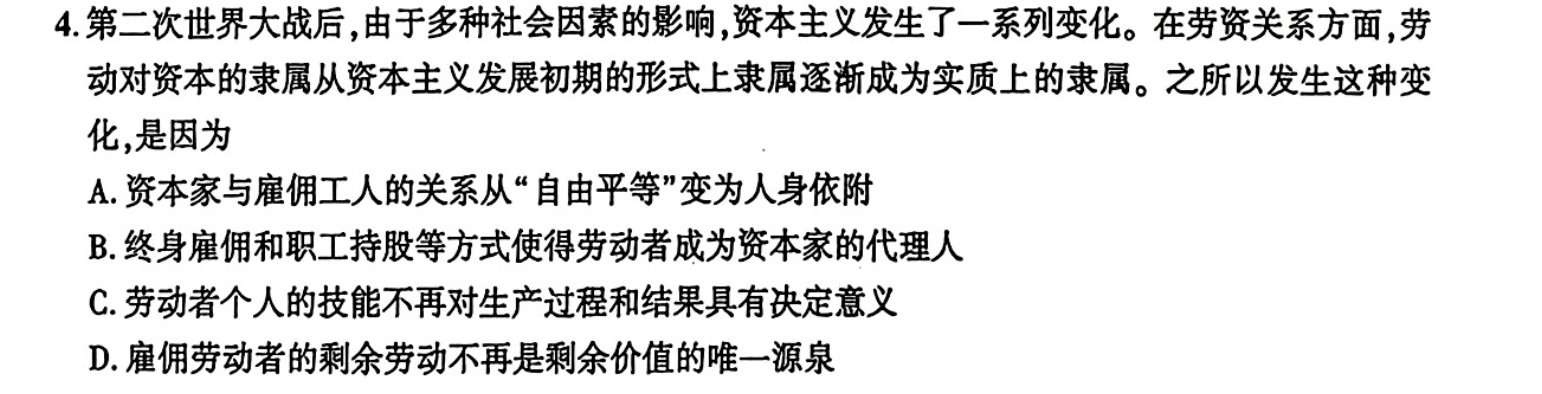 4.第二次世界大战后,由于多种社会因素的影响,资本主义发生了一系列变化。在劳资关系方面,劳
动对资本的隶属从资本主义发展初期的形式上隶属逐渐成为实质上的隶属。之所以发生这种变
化,是因为
A.资本家与雇佣工人的关系从“自由平等”变为人身依附
B.终身雇佣和职工持股等方式使得劳动者成为资本家的代理人
C.劳动者个人的技能不再对生产过程和结果具有决定意义
D.雇佣劳动者的剩余劳动不再是剩余价值的唯一源泉